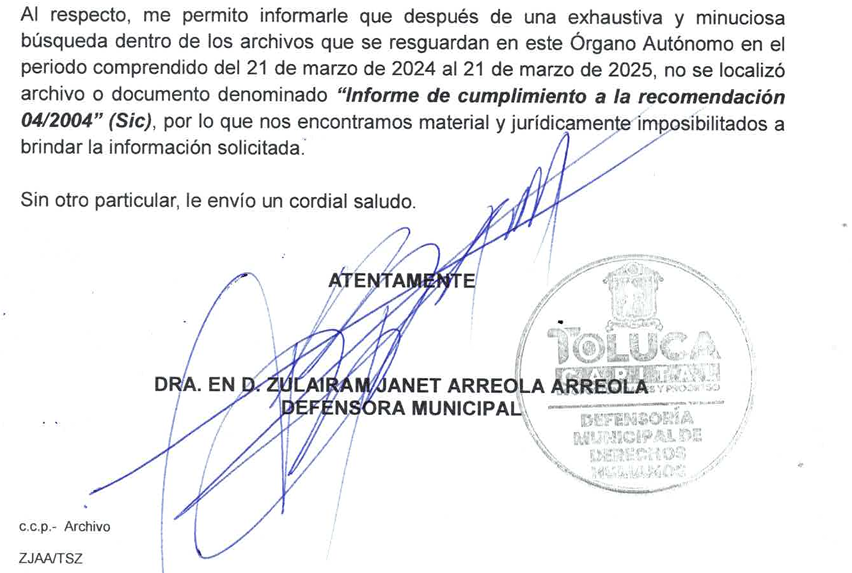 Al respecto, me permito informarle que después de una exhaustiva y minuciosa
búsqueda dentro de los archivos que se resguardan en este Órgano Autónomo en el
periodo comprendido del 21 de marzo de 2024 al 21 de marzo de 2025, no se localizó
archivo o documento denominado “Informe de cumplimiento a la recomendación
04/2004” (Sic), por lo que nos encontramos material y jurídicamente imposibilitados a
brindar la información solicitada.
Sin otro particular, le envío un cordial saludo.
ATENTAMENTE
DRA. EN D. ZULAIRAM JANET ARREOLA ARREOLA
DEFENSORA MUNICIPAL
TOLUCA
CAPITAL
DEFENSORÍA
MUNICIPAL DE
DERECHOS
HUMANOS
c.c.p.- Archivo
ZJAA/TSZ